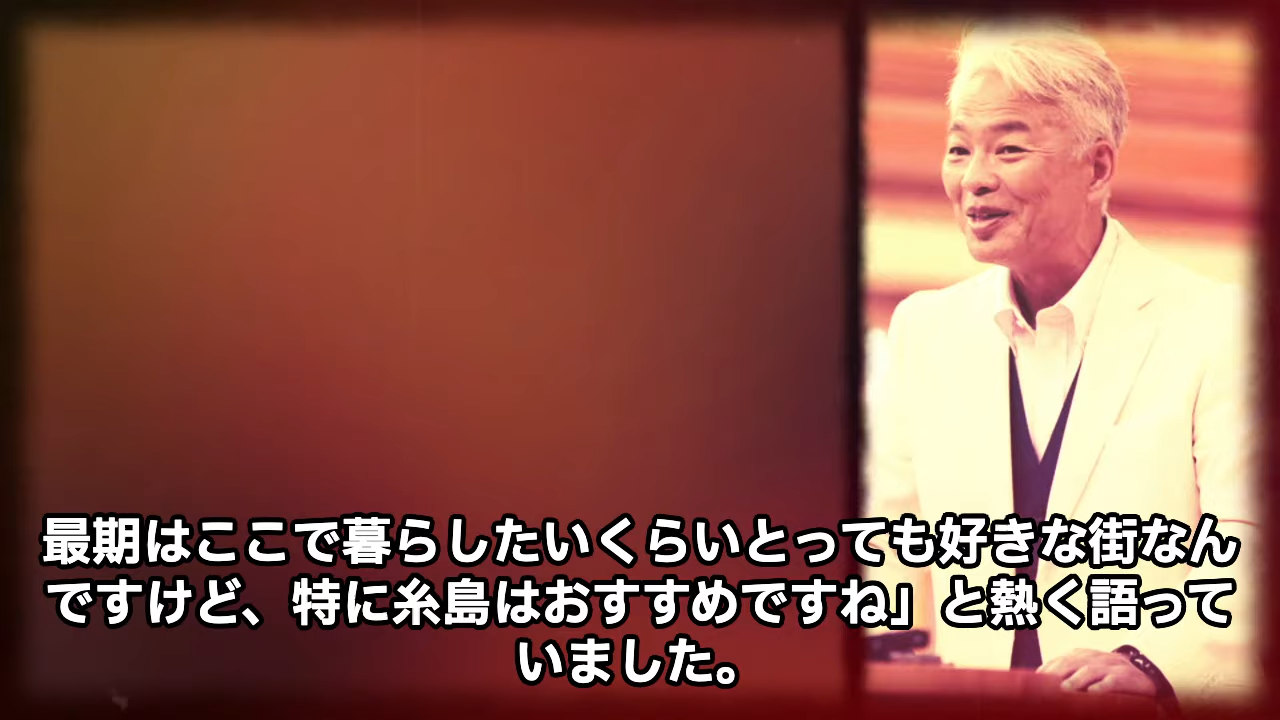 最期はここで暮らしたいくらいとっても好きな街なん
ですけど、特に糸島はおすすめですね」と熱く語って
いました。